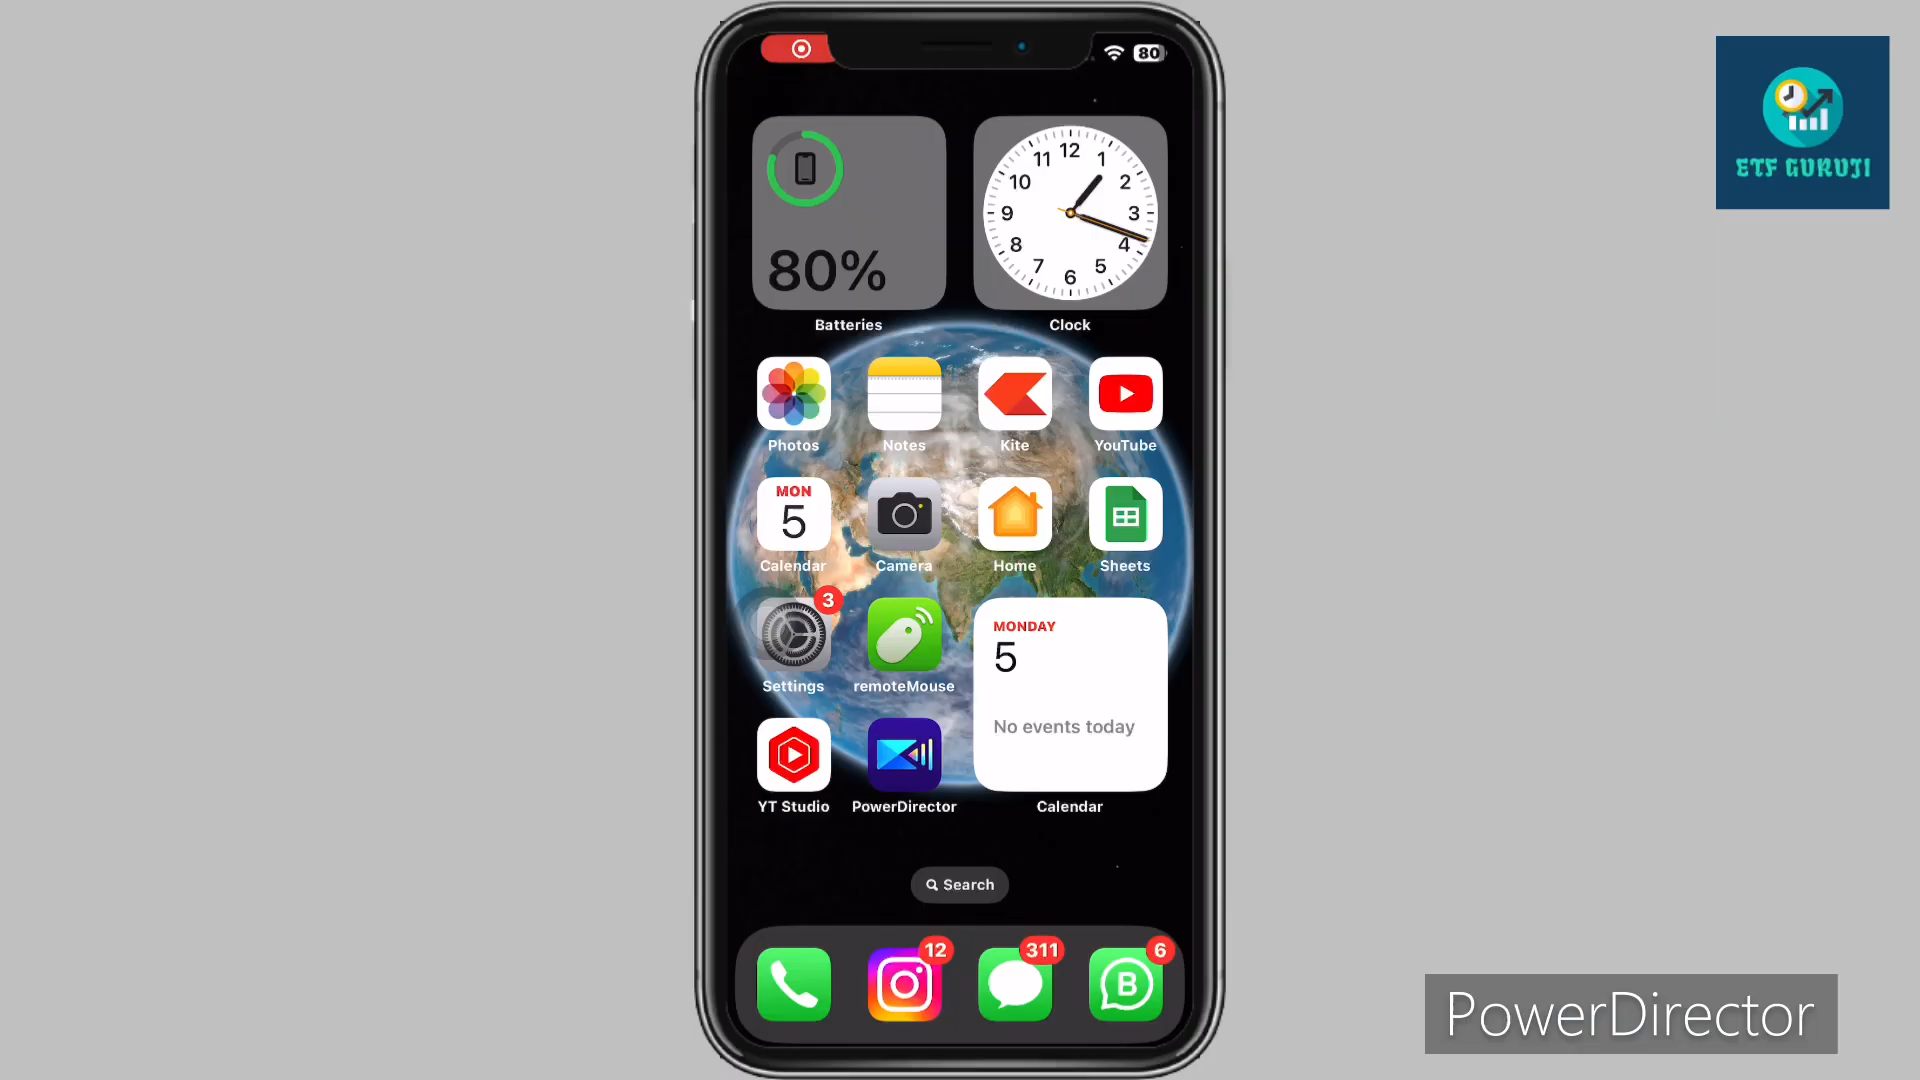 80
ETF GURUJI
80%
12
1
2
3
4
5
6
7
8
9
10
11
Batteries
Clock
Photos
Notes
Kite
YouTube
MON
5
Calendar
Camera
Home
Sheets
3
Settings
remoteMouse
MONDAY
5
No events today
YT Studio
PowerDirector
Calendar
Search
12
311
6
B
PowerDirector